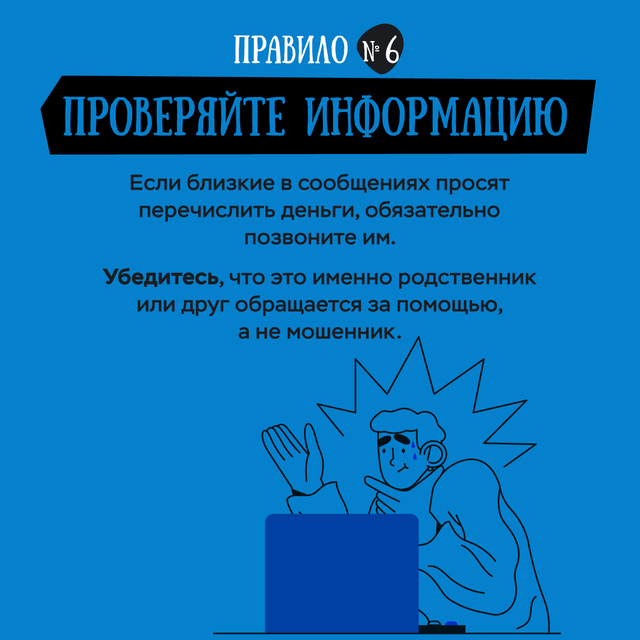 ПРАВИЛО № 6
ПРОВЕРЯЙТЕ ИНФОРМАЦИЮ
Если близкие в сообщениях просят
перечислить деньги, обязательно
позвоните им.
Убедитесь, что это именно родственник
или друг обращается за помощью,
а не мошенник.